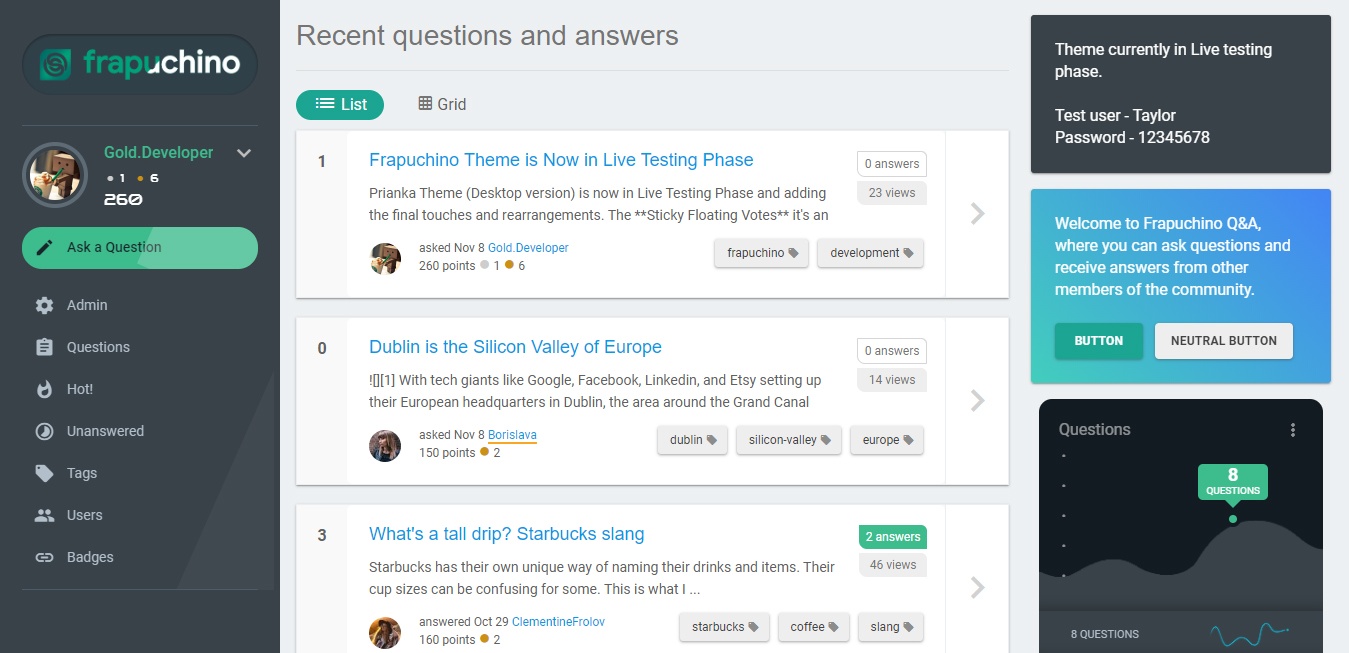 frapuchino
Gold.Developer
1 6
260
Ask a Question
Admin
Questions
Hot!
Unanswered
Tags
Users
Badges
Recent questions and answers
List
Grid
1
Frapuchino Theme is Now in Live Testing Phase
Prianka Theme (Desktop version) is now in Live Testing Phase and adding
the final touches and rearrangements. The **Sticky Floating Votes** it's an
asked Nov 8 Gold.Developer
260 points 1 6
0 answers
23 views
frapuchino
development
0
Dublin is the Silicon Valley of Europe
![][1] With tech giants like Google, Facebook, Linkedin, and Etsy setting up
their European headquarters in Dublin, the area around the Grand Canal
asked Nov 8 Borislava
150 points 2
0 answers
14 views
dublin
silicon-valley
europe
3
What's a tall drip? Starbucks slang
Starbucks has their own unique way of naming their drinks and items. Their
cup sizes can be confusing for some. This is what I ...
answered Oct 29 ClementineFrolov
160 points 2
2 answers
46 views
starbucks
coffee
slang
Theme currently in Live testing
phase.
Test user - Taylor
Password - 12345678
Welcome to Frapuchino Q&A,
where you can ask questions and
receive answers from other
members of the community.
BUTTON
NEUTRAL BUTTON
Questions
8
QUESTIONS
8 QUESTIONS